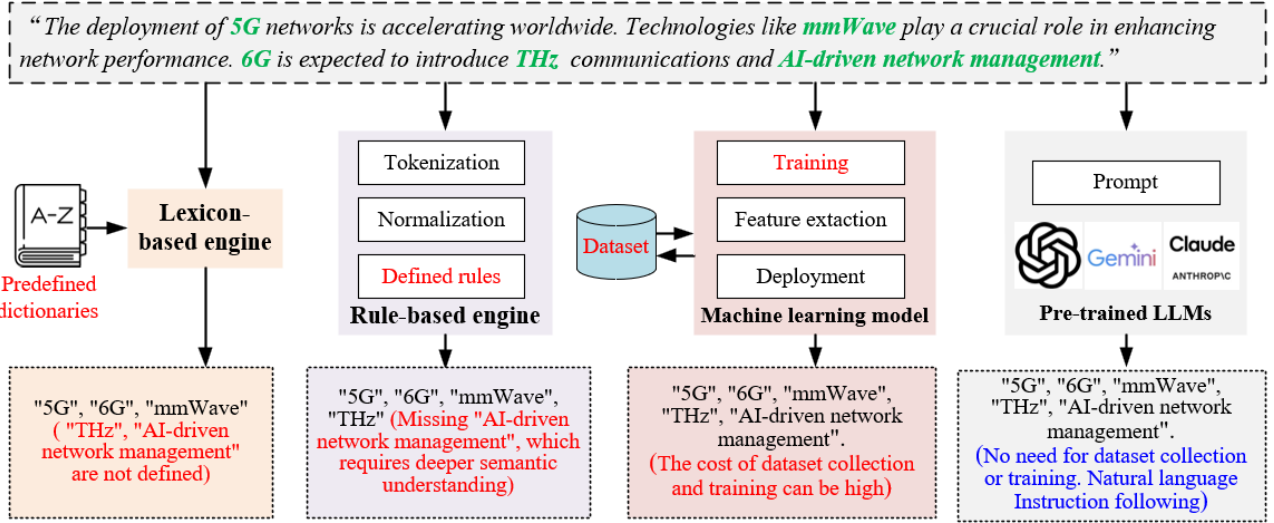 “The deployment of 5G networks is accelerating worldwide. Technologies like mmWave play a crucial role in enhancing
network performance. 6G is expected to introduce THz communications and AI-driven network management.”
A-Z
Predefined
dictionaries
Lexicon-
based engine
Tokenization
Normalization
Defined rules
Rule-based engine
Dataset
Training
Feature extaction
Deployment
Machine learning model
Prompt
Gemini
Claude
ANTHROP\C
Pre-trained LLMs
"5G", "6G", "mmWave"
( "THz", "AI-driven
network management"
are not defined)
"5G", "6G", "mmWave",
"THz" (Missing "AI-driven
network management", which
requires deeper semantic
understanding)
"5G", "6G", "mmWave",
"THz", "AI-driven network
management".
(The cost of dataset collection
and training can be high)
"5G", "6G", "mmWave",
"THz", "AI-driven network
management".
(No need for dataset collection
or training. Natural language
Instruction following)